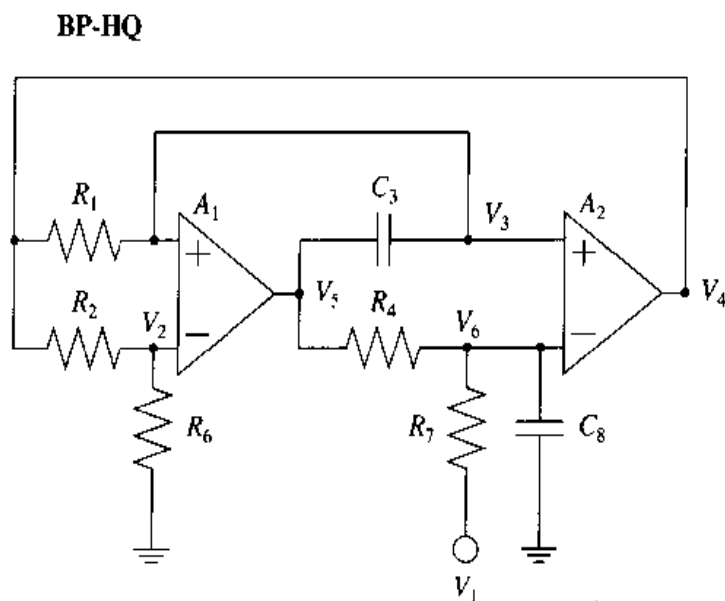 BP-HQ
R1
A1
C3
V3
A2
+
+
R2
V2
V5
R4
V6
V4
−
−
R6
R7
C8
V1